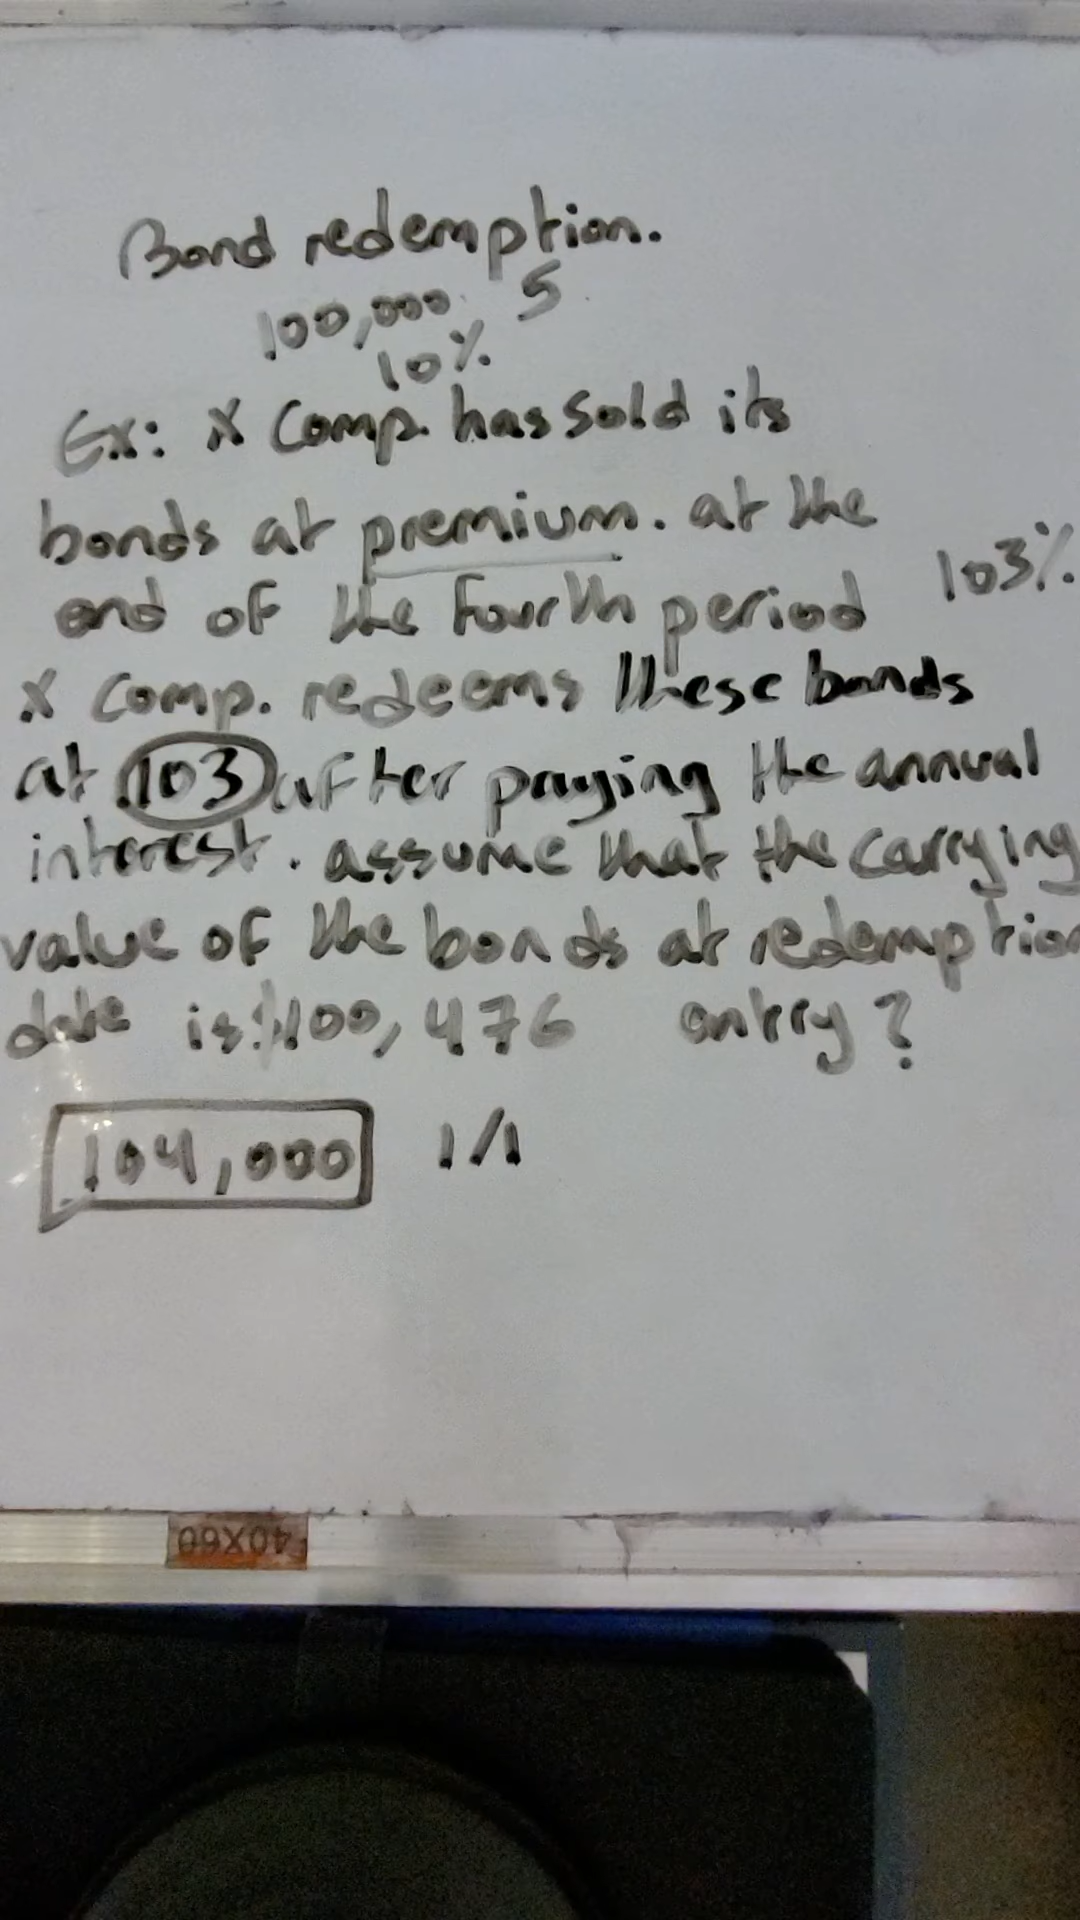 Bond redemption.
100,000 5
10%
Ex: X Comp. has sold its
bonds at premium. at the
end of the fourth period 103%
X Comp. redeems these bonds
at 103 after paying the annual
interest. assume that the carrying
value of the bonds at redemption
date is $100,476 entry?
104,000 1/1
40X60